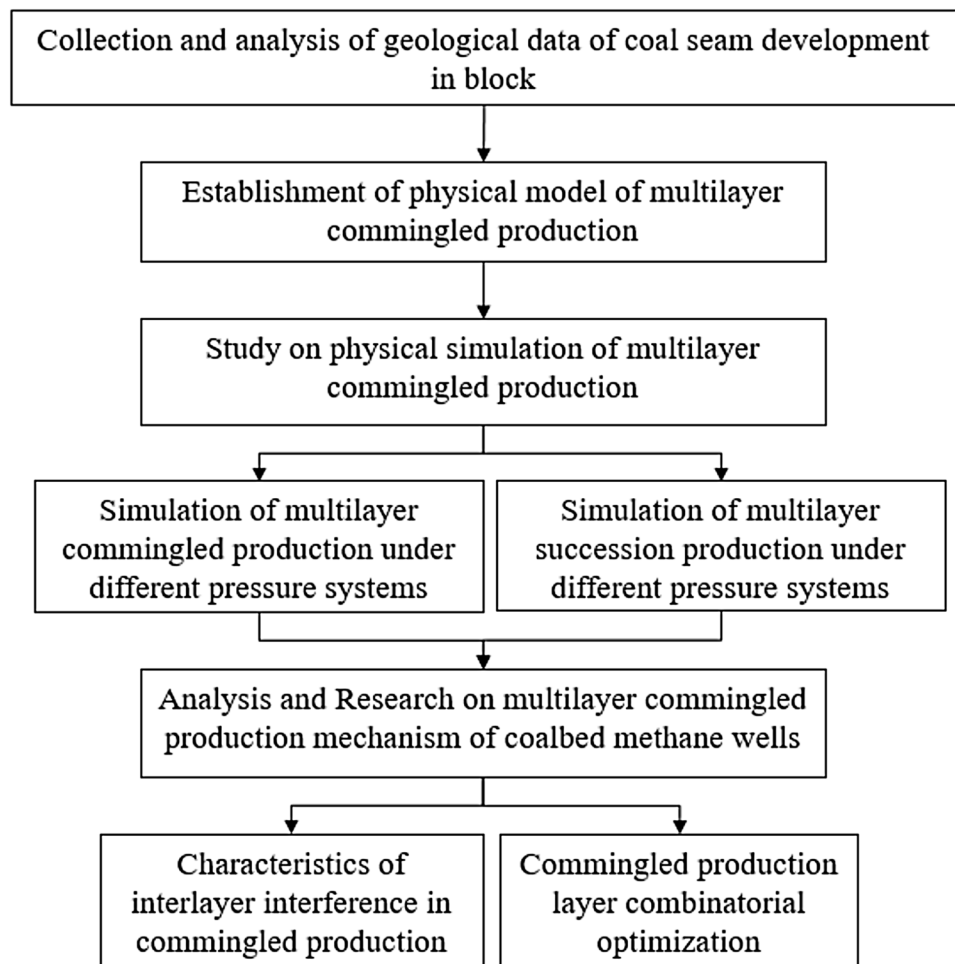 Collection and analysis of geological data of coal seam development
in block
Establishment of physical model of multilayer
commingled production
Study on physical simulation of multilayer
commingled production
Simulation of multilayer
commingled production under
different pressure systems
Simulation of multilayer
succession production under
different pressure systems
Analysis and Research on multilayer commingled
production mechanism of coalbed methane wells
Characteristics of
interlayer interference in
commingled production
Commingled production
layer combinatorial
optimization